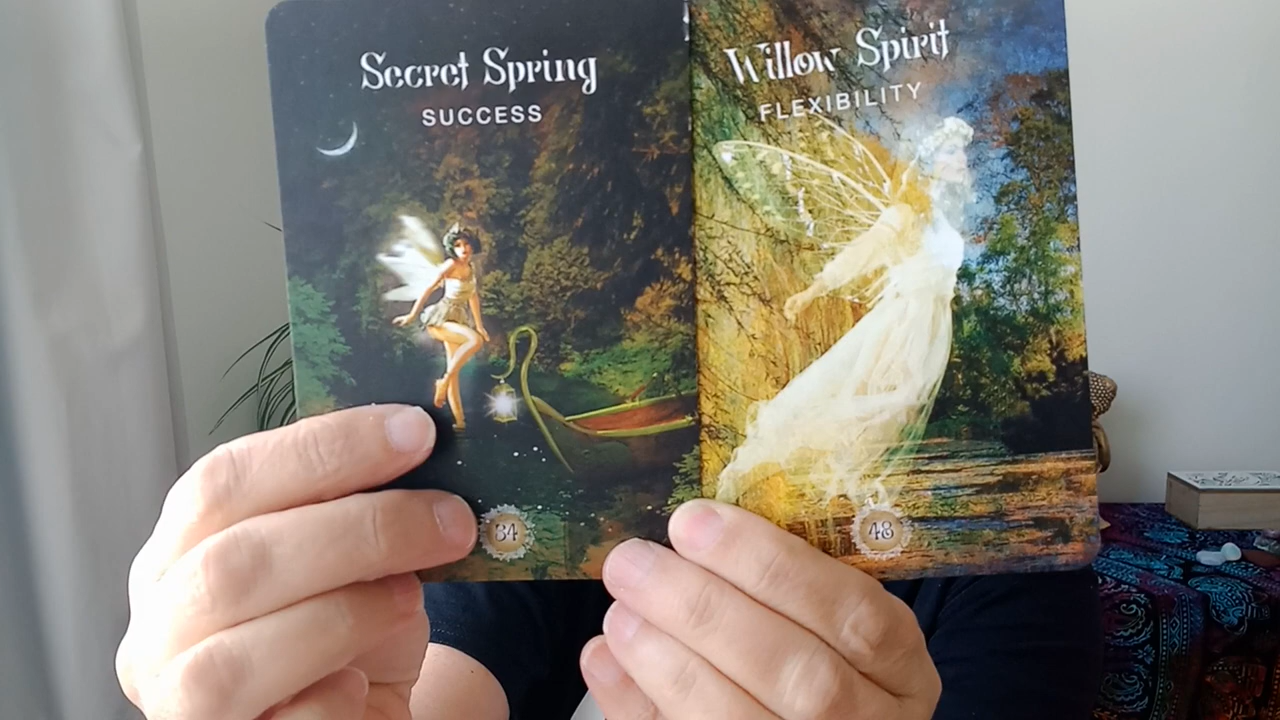 Secret Spring
SUCCESS
34
Willow Spirit
FLEXIBILITY
48